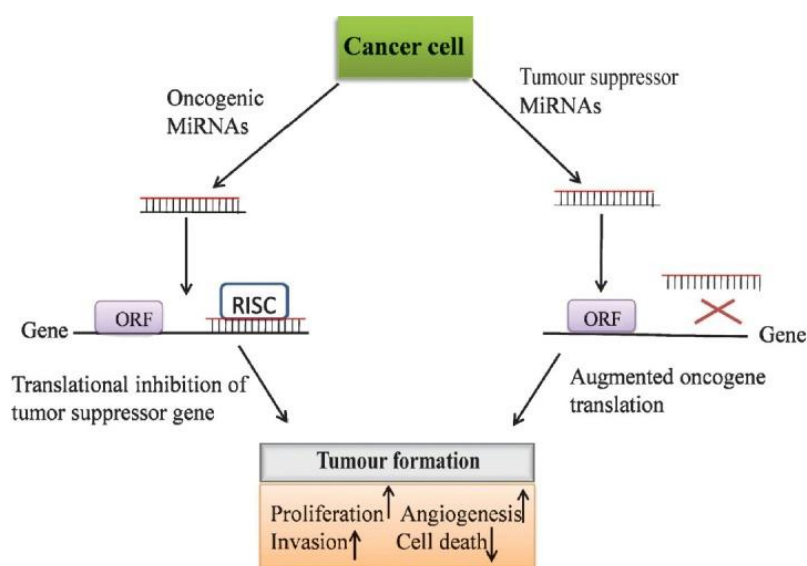 Cancer cell
Oncogenic
MiRNAs
Tumour suppressor
MiRNAs
RISC
ORF
Gene
ORF
Gene
Translational inhibition of
tumor suppressor gene
Augmented oncogene
translation
Tumour formation
Proliferation↑ Angiogenesis↑
Invasion↑ Cell death↓